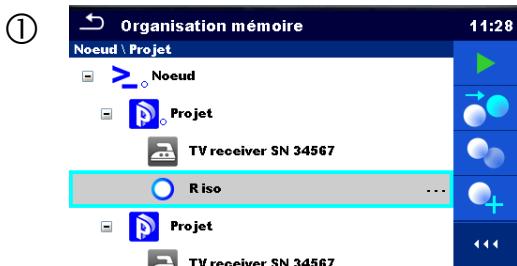 ①
Organisation mémoire 11:28
Noeud \ Projet
Noeud
Projet
TV receiver SN 34567
R iso ...
Projet
TV receiver SN 34567